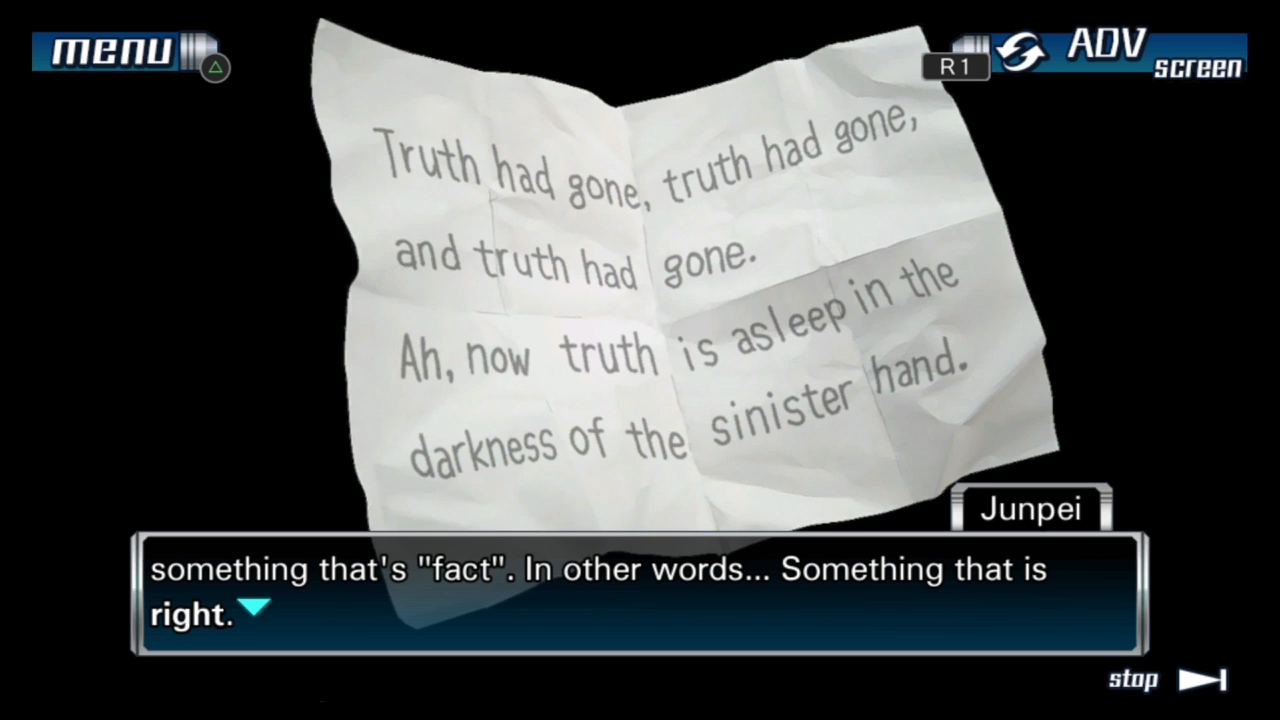 menu
R1
ADV
screen
Truth had gone, truth had gone,
and truth had gone.
Ah, now truth is asleep in the
darkness of the sinister hand.
Junpei
something that's "fact". In other words... Something that is
right.
stop